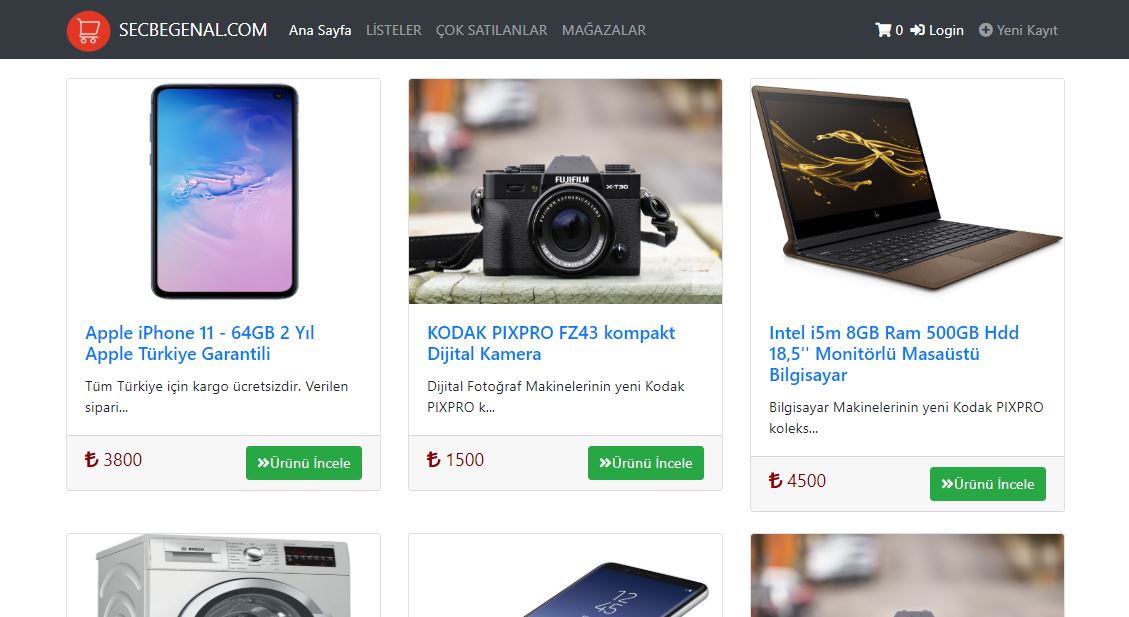 SECBEGENAL.COM Ana Sayfa LİSTELER ÇOK SATILANLAR MAĞAZALAR 0 Login Yeni Kayıt
FUJIFILM
X-T30
Apple iPhone 11 - 64GB 2 Yıl
Apple Türkiye Garantili
Tüm Türkiye için kargo ücretsizdir. Verilen
sipari...
₺ 3800
Ürünü İncele
KODAK PIXPRO FZ43 kompakt
Dijital Kamera
Dijital Fotoğraf Makinelerinin yeni Kodak
PIXPRO k...
₺ 1500
Ürünü İncele
Intel i5m 8GB Ram 500GB Hdd
18,5'' Monitörlü Masaüstü
Bilgisayar
Bilgisayar Makinelerinin yeni Kodak PIXPRO
koleks...
₺ 4500
Ürünü İncele
BOSCH
12
45